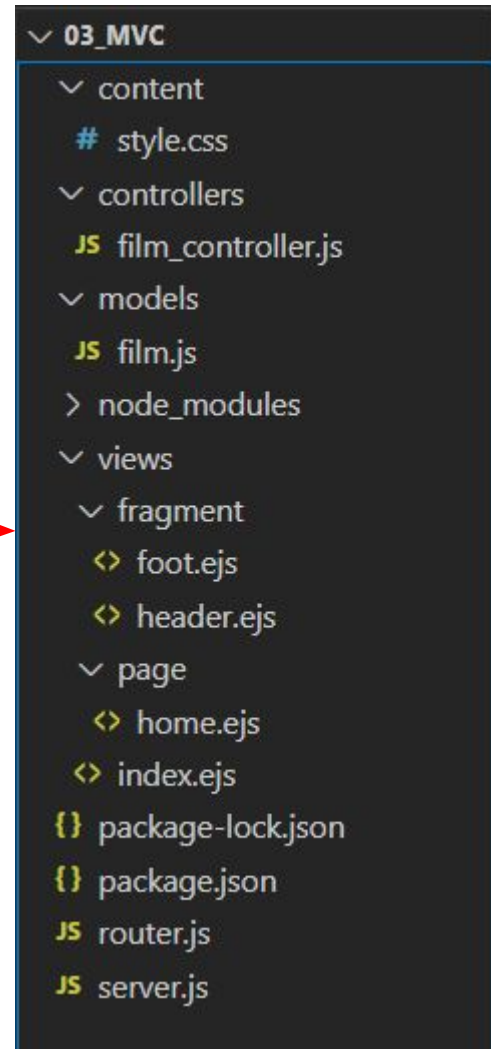 03_MVC
content
# style.css
controllers
JS film_controller.js
models
JS film.js
node_modules
views
fragment
<> foot.ejs
<> header.ejs
page
<> home.ejs
<> index.ejs
{} package-lock.json
{} package.json
JS router.js
JS server.js